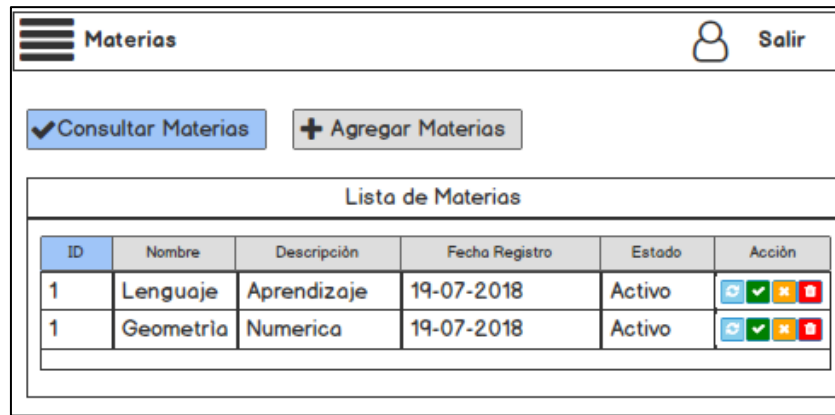 Materias Salir
Consultar Materias Agregar Materias
Lista de Materias
ID Nombre Descripción Fecha Registro Estado Acción
1 Lenguaje Aprendizaje 19-07-2018 Activo
1 Geometrìa Numerica 19-07-2018 Activo